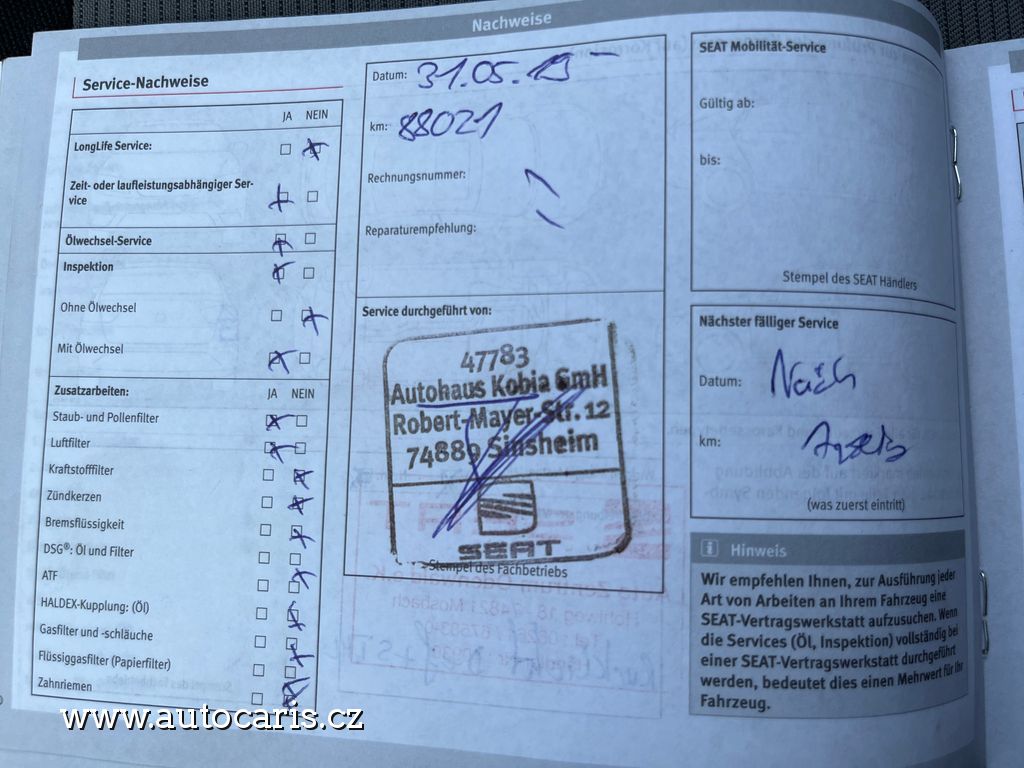 Nachweise
Service-Nachweise
JA NEIN
LongLife Service:
Zeit- oder laufleistungsabhängiger Ser-
vice
Ölwechsel-Service
Inspektion
Ohne Ölwechsel
Mit Ölwechsel
Zusatzarbeiten: JA NEIN
Staub- und Pollenfilter
Luftfilter
Kraftstofffilter
Zündkerzen
Bremsflüssigkeit
DSG®: Öl und Filter
ATF
HALDEX-Kupplung: (Öl)
Gasfilter und -schläuche
Flüssiggasfilter (Papierfilter)
Zahnriemen
Datum: 31.05.19
km: 88021
Rechnungsnummer:
Reparaturempfehlung:
Service durchgeführt von:
47783
Autohaus Kobia GmH
Robert-Mayer-Str. 12
74889 Sinsheim
SEAT
Stempel des Fachbetriebs
SEAT Mobilität-Service
Gültig ab:
bis:
Stempel des SEAT Händlers
Nächster fälliger Service
Datum: Nach
km:
(was zuerst eintritt)
i Hinweis
Wir empfehlen Ihnen, zur Ausführung jeder
Art von Arbeiten an Ihrem Fahrzeug eine
SEAT-Vertragswerkstatt aufzusuchen. Wenn
die Services (Öl, Inspektion) vollständig bei
einer SEAT-Vertragswerkstatt durchgeführt
werden, bedeutet dies einen Mehrwert für Ihr
Fahrzeug.
www.autocaris.cz